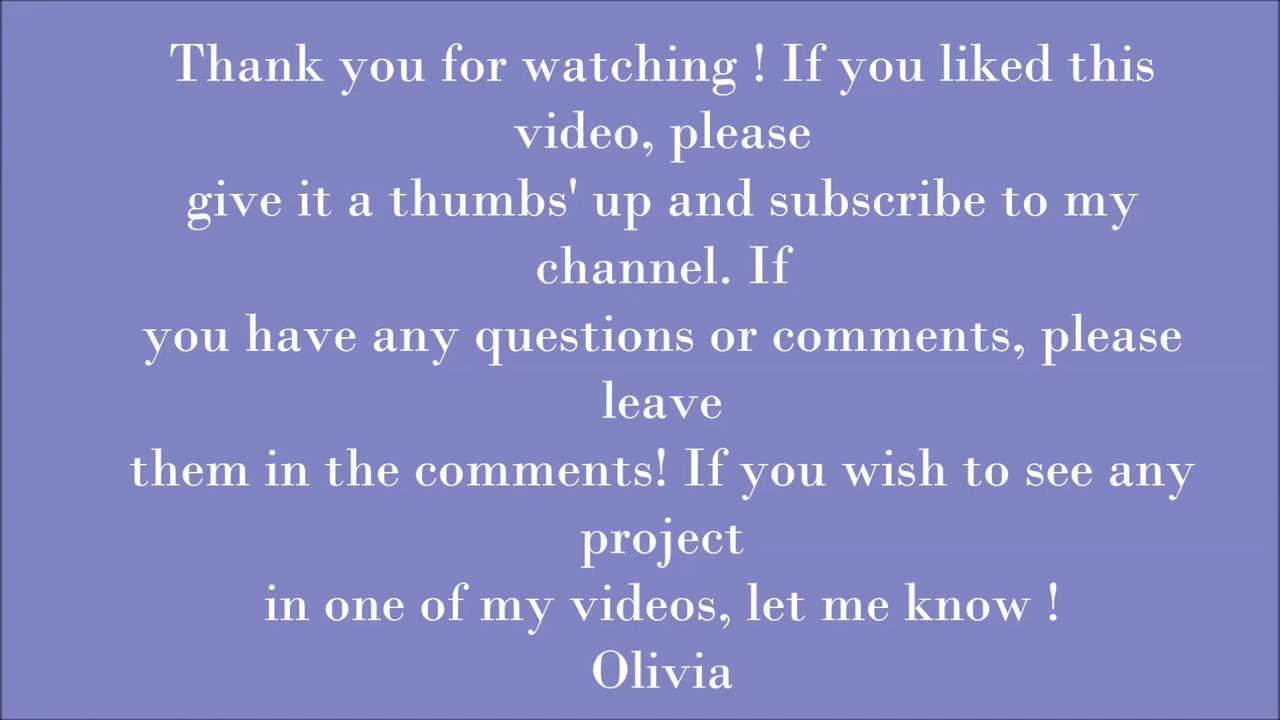 Thank you for watching ! If you liked this
video, please
give it a thumbs' up and subscribe to my
channel. If
you have any questions or comments, please
leave
them in the comments! If you wish to see any
project
in one of my videos, let me know !
Olivia